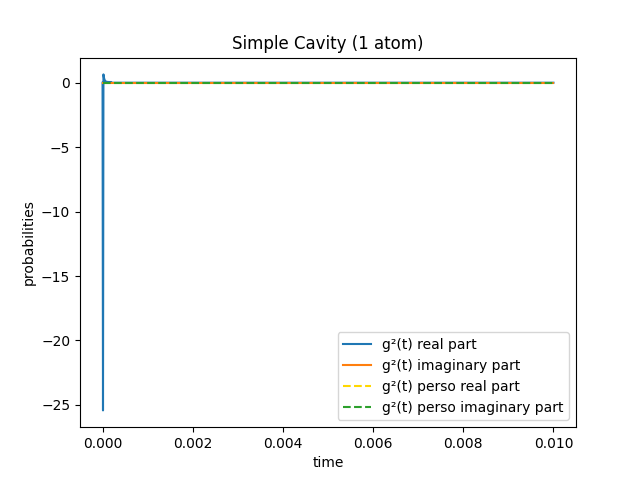 Simple Cavity (1 atom)
probabilities
0
−5
−10
−15
−20
−25
0.000
0.002
0.004
0.006
0.008
0.010
time
g²(t) real part
g²(t) imaginary part
g²(t) perso real part
g²(t) perso imaginary part